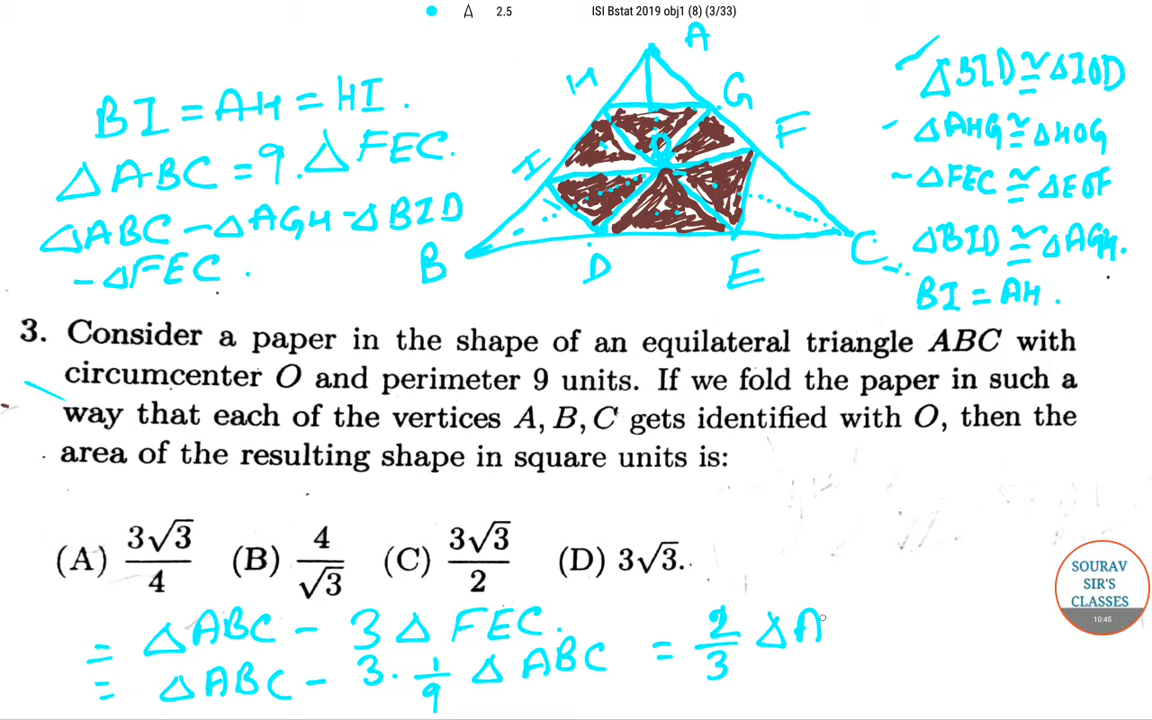 A 2.5 ISI Bstat 2019 obj1 (8) (3/33)
BI = AH = HI .
△ABC = 9.△FEC.
△ABC - △AGH - △BID
- △FEC .
A
H
G
F
I
O
B
D
E
C
△BID ≅ △IOD
- △AHG ≅ △HOG
- △FEC ≅ △EOF
△BID ≅ △AGH.
BI = AH .
3. Consider a paper in the shape of an equilateral triangle ABC with
circumcenter O and perimeter 9 units. If we fold the paper in such a
way that each of the vertices A, B, C gets identified with O, then the
area of the resulting shape in square units is:
(A) 3√3/4 (B) 4/√3 (C) 3√3/2 (D) 3√3.
= △ABC - 3 △ FEC.
= △ABC - 3. 1/9 △ ABC = 2/3 △A
SOURAV
SIR'S
CLASSES
10:45